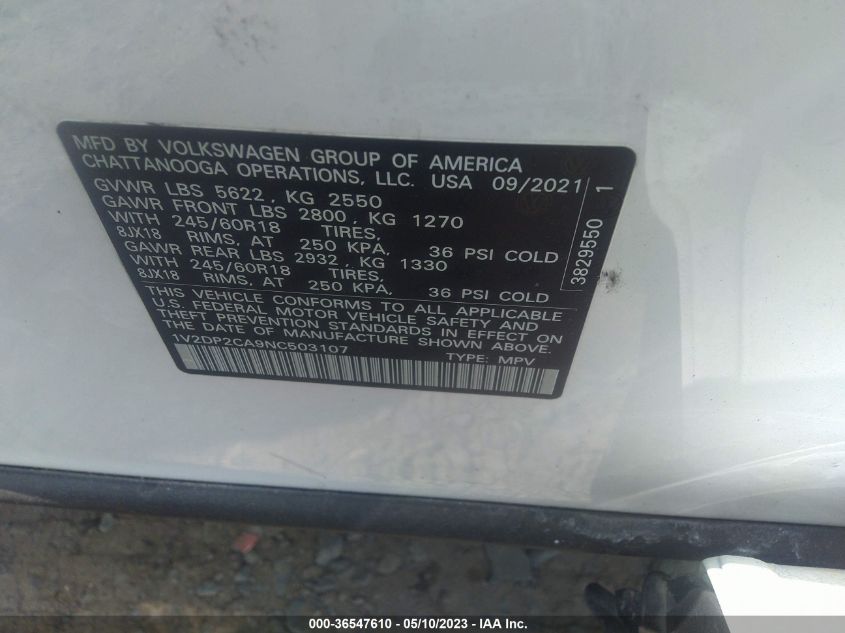 MFD BY VOLKSWAGEN GROUP OF AMERICA
CHATTANOOGA OPERATIONS, LLC. USA 09/2021
GVWR LBS 5622, KG 2550
GAWR FRONT LBS 2800, KG 1270
WITH 245/60R18 TIRES,
8JX18 RIMS, AT 250 KPA, 36 PSI COLD
GAWR REAR LBS 2932, KG 1330
WITH 245/60R18 TIRES,
8JX18 RIMS, AT 250 KPA, 36 PSI COLD
THIS VEHICLE CONFORMS TO ALL APPLICABLE
U.S. FEDERAL MOTOR VEHICLE SAFETY AND
THEFT PREVENTION STANDARDS IN EFFECT ON
THE DATE OF MANUFACTURE SHOWN ABOVE.
1V2DP2CA9NC503107 TYPE: MPV
3829550 1
000-36547610 - 05/10/2023 - IAA Inc.